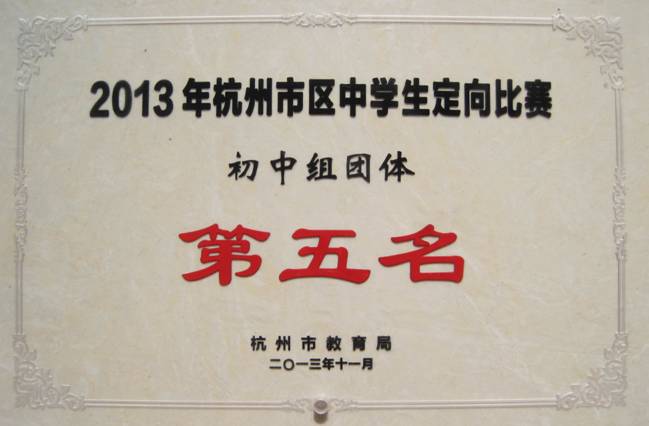 2013年杭州市区中学生定向比赛
初中组团体
第五名
杭州市教育局
二〇一三年十一月